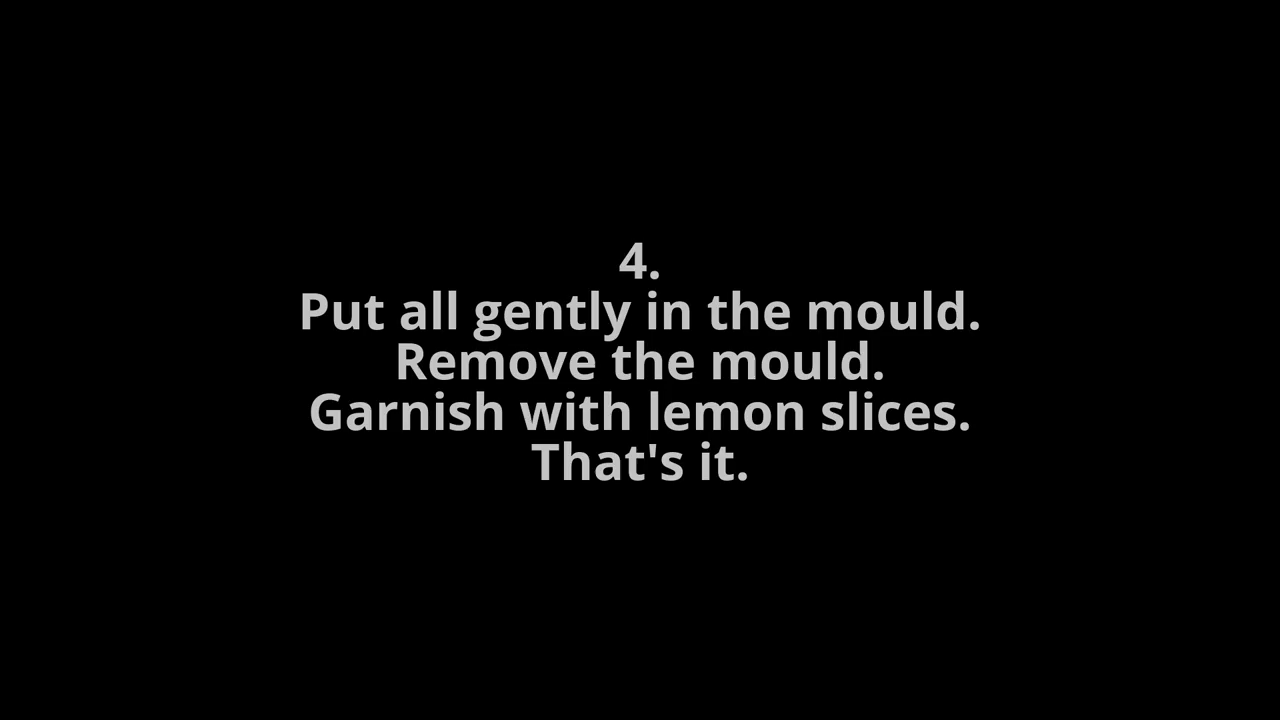 4.
Put all gently in the mould.
Remove the mould.
Garnish with lemon slices.
That's it.